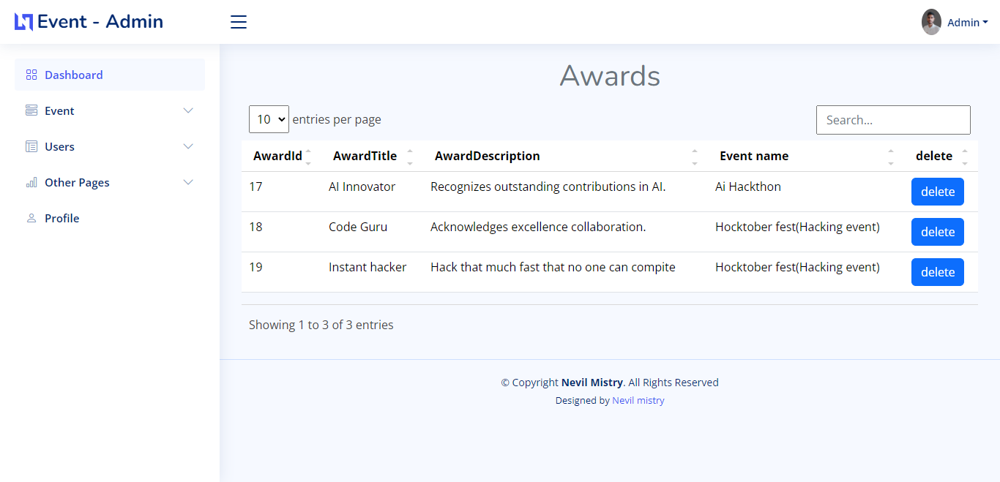 Event - Admin
Admin
Dashboard
Event
Users
Other Pages
Profile
Awards
10 entries per page
Search...
AwardId AwardTitle AwardDescription Event name delete
17 AI Innovator Recognizes outstanding contributions in AI. Ai Hackthon delete
18 Code Guru Acknowledges excellence collaboration. Hocktober fest(Hacking event) delete
19 Instant hacker Hack that much fast that no one can compite Hocktober fest(Hacking event) delete
Showing 1 to 3 of 3 entries
© Copyright Nevil Mistry. All Rights Reserved
Designed by Nevil mistry